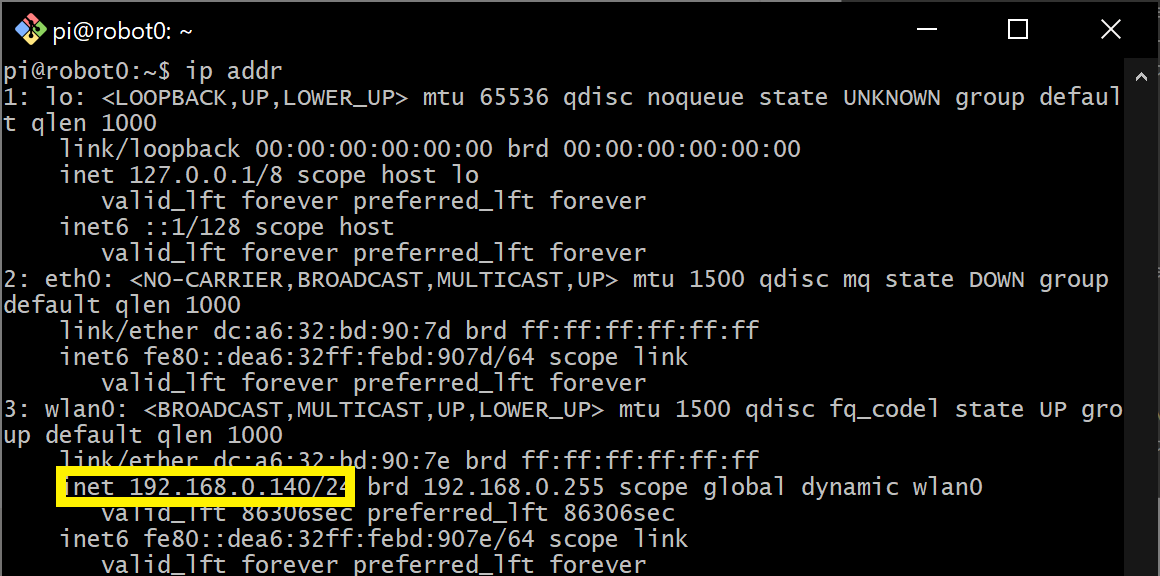 pi@robot0: ~
pi@robot0:~$ ip addr
1: lo: <LOOPBACK,UP,LOWER_UP> mtu 65536 qdisc noqueue state UNKNOWN group defaul
t qlen 1000
    link/loopback 00:00:00:00:00:00 brd 00:00:00:00:00:00
    inet 127.0.0.1/8 scope host lo
       valid_lft forever preferred_lft forever
    inet6 ::1/128 scope host
       valid_lft forever preferred_lft forever
2: eth0: <NO-CARRIER,BROADCAST,MULTICAST,UP> mtu 1500 qdisc mq state DOWN group
default qlen 1000
    link/ether dc:a6:32:bd:90:7d brd ff:ff:ff:ff:ff:ff
    inet6 fe80::dea6:32ff:febd:907d/64 scope link
       valid_lft forever preferred_lft forever
3: wlan0: <BROADCAST,MULTICAST,UP,LOWER_UP> mtu 1500 qdisc fq_codel state UP gro
up default qlen 1000
    link/ether dc:a6:32:bd:90:7e brd ff:ff:ff:ff:ff:ff
    inet 192.168.0.140/24 brd 192.168.0.255 scope global dynamic wlan0
       valid_lft 86306sec preferred_lft 86306sec
    inet6 fe80::dea6:32ff:febd:907e/64 scope link
       valid_lft forever preferred_lft forever